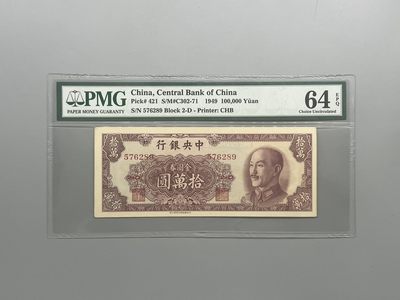 PMG
PAPER MONEY GUARANTY
China, Central Bank of China
Pick# 421 S/M#C302-71 1949 100,000 Yüan
S/N 576289 Block 2-D - Printer: CHB
64 EPQ
Choice Uncirculated
行銀央中
576289 576289
圓萬拾